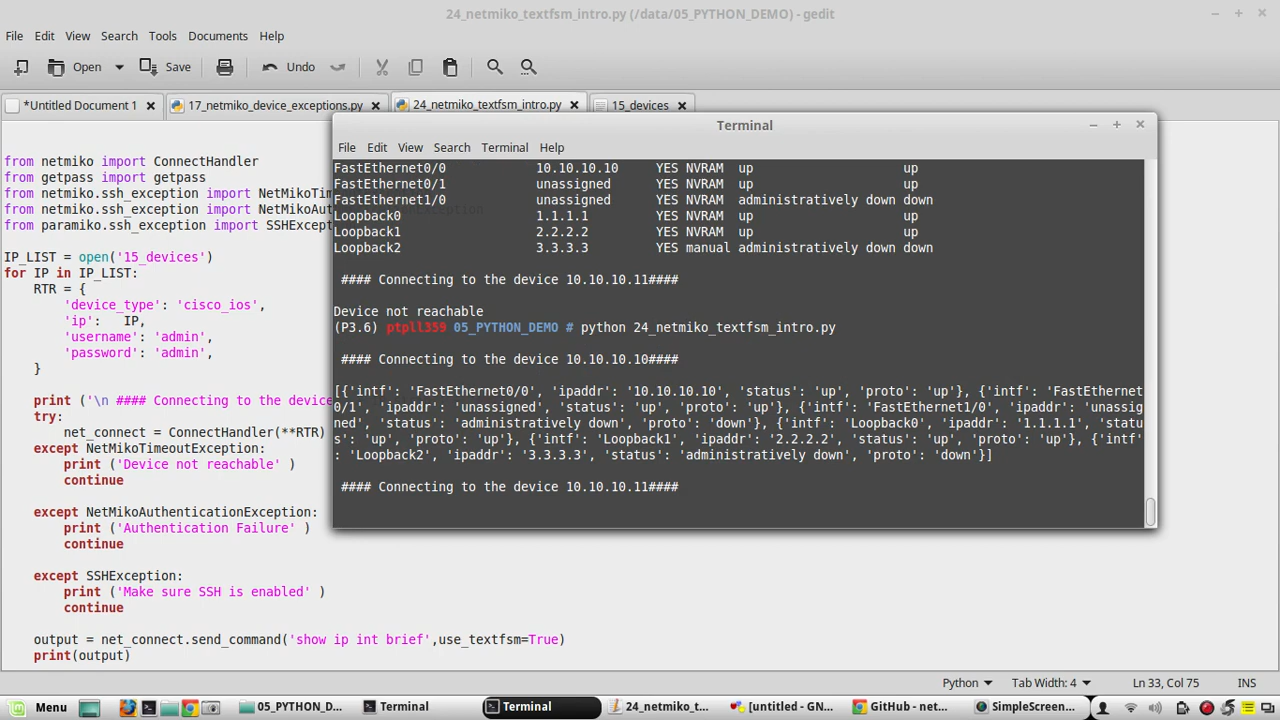 24_netmiko_textfsm_intro.py (/data/05_PYTHON_DEMO) - gedit
File Edit View Search Tools Documents Help
Open Save Undo
*Untitled Document 1 17_netmiko_device_exceptions.py 24_netmiko_textfsm_intro.py 15_devices
from netmiko import ConnectHandler
from getpass import getpass
from netmiko.ssh_exception import NetMikoTim
from netmiko.ssh_exception import NetMikoAu
from paramiko.ssh_exception import SSHExcep
IP_LIST = open('15_devices')
for IP in IP_LIST:
RTR = {
'device_type': 'cisco_ios',
'ip': IP,
'username': 'admin',
'password': 'admin',
}
print ('\n #### Connecting to the device
try:
net_connect = ConnectHandler(**RTR)
except NetMikoTimeoutException:
print ('Device not reachable' )
continue
except NetMikoAuthenticationException:
print ('Authentication Failure' )
continue
except SSHException:
print ('Make sure SSH is enabled' )
continue
output = net_connect.send_command('show ip int brief',use_textfsm=True)
print(output)
Terminal
File Edit View Search Terminal Help
FastEthernet0/0 10.10.10.10 YES NVRAM up up
FastEthernet0/1 unassigned YES NVRAM up up
FastEthernet1/0 unassigned YES NVRAM administratively down down
Loopback0 1.1.1.1 YES NVRAM up up
Loopback1 2.2.2.2 YES NVRAM up up
Loopback2 3.3.3.3 YES manual administratively down down
#### Connecting to the device 10.10.10.11####
Device not reachable
(P3.6) ptpll359 05_PYTHON_DEMO # python 24_netmiko_textfsm_intro.py
#### Connecting to the device 10.10.10.10####
[{'intf': 'FastEthernet0/0', 'ipaddr': '10.10.10.10', 'status': 'up', 'proto': 'up'}, {'intf': 'FastEthernet
0/1', 'ipaddr': 'unassigned', 'status': 'up', 'proto': 'up'}, {'intf': 'FastEthernet1/0', 'ipaddr': 'unassig
ned', 'status': 'administratively down', 'proto': 'down'}, {'intf': 'Loopback0', 'ipaddr': '1.1.1.1', 'statu
s': 'up', 'proto': 'up'}, {'intf': 'Loopback1', 'ipaddr': '2.2.2.2', 'status': 'up', 'proto': 'up'}, {'intf'
: 'Loopback2', 'ipaddr': '3.3.3.3', 'status': 'administratively down', 'proto': 'down'}]
#### Connecting to the device 10.10.10.11####
Python Tab Width: 4 Ln 33, Col 75 INS
Menu 05_PYTHON_D... Terminal Terminal 24_netmiko_t... [untitled - GN... GitHub - net... SimpleScreen...